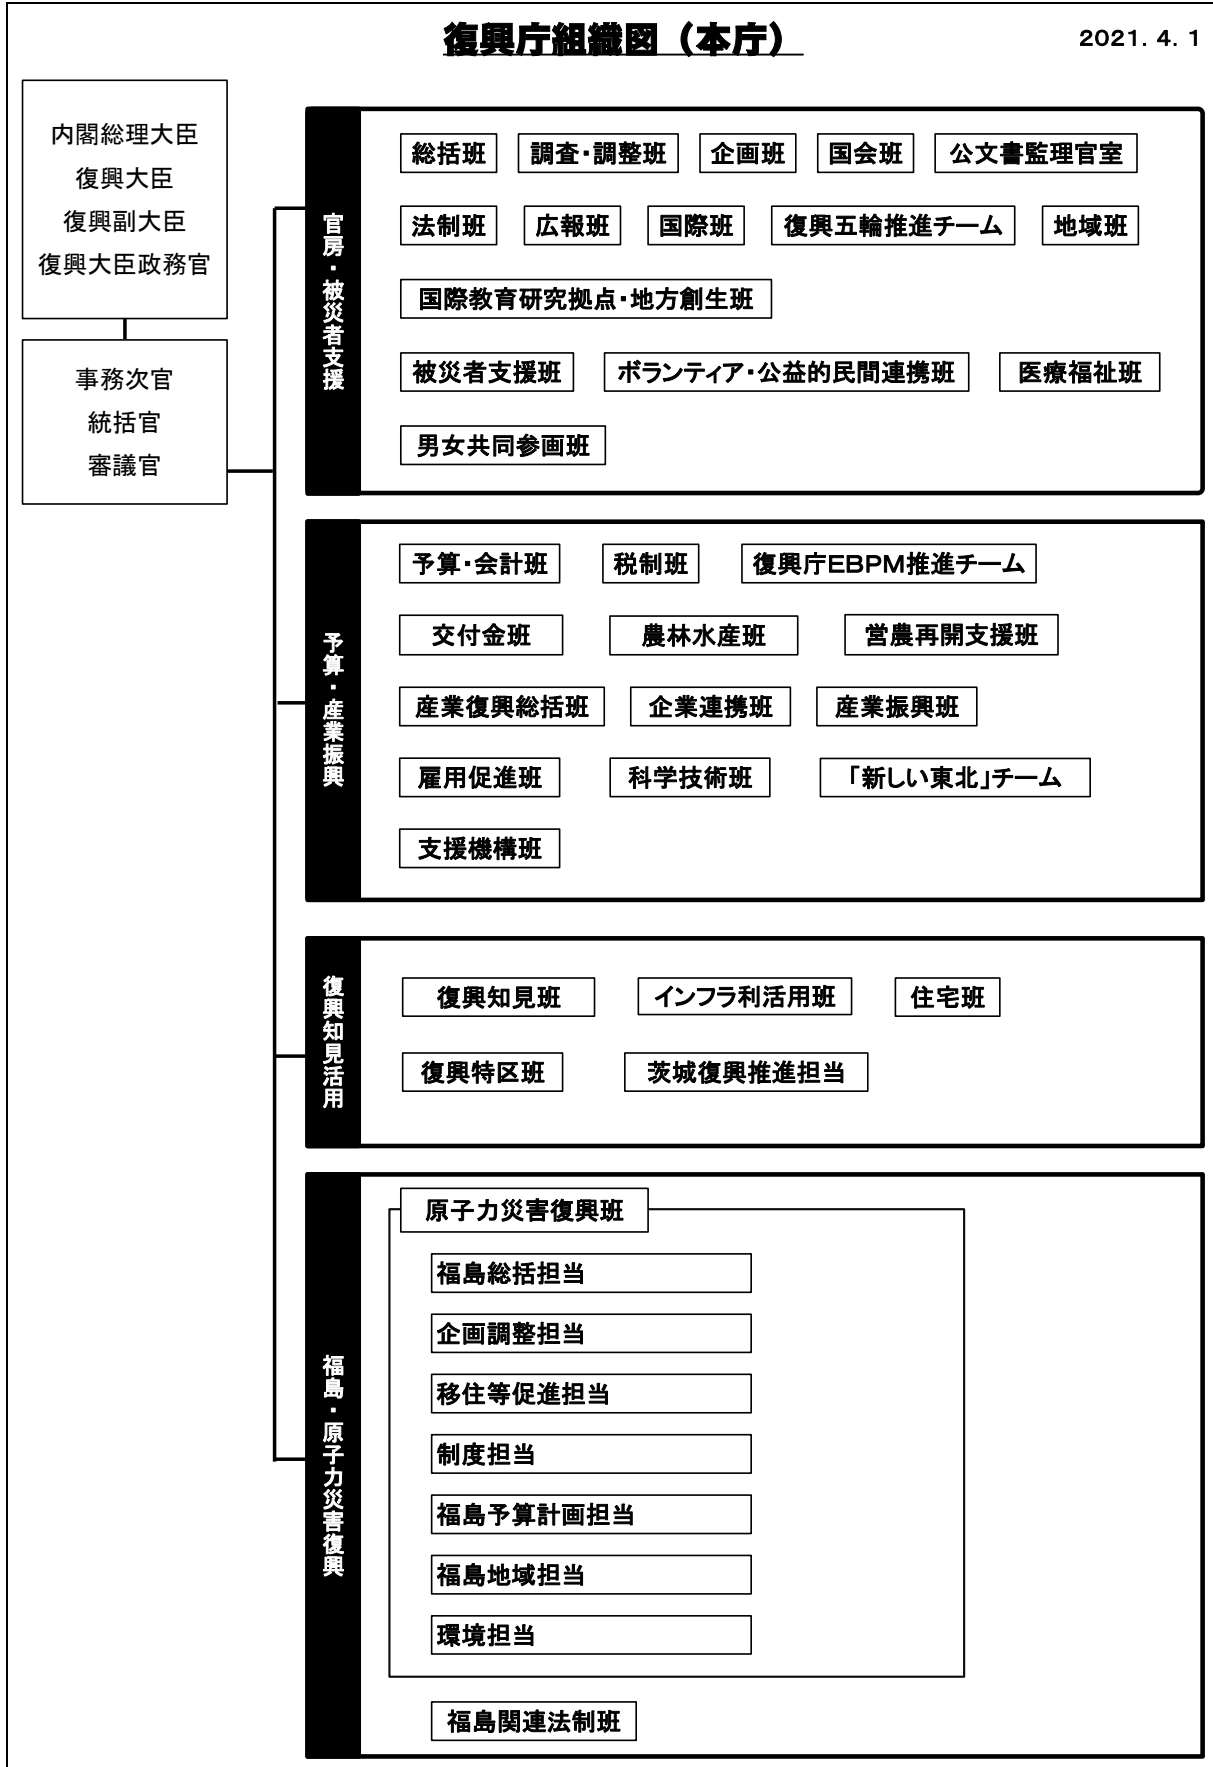 復興庁組織図（本庁）
2021. 4. 1
内閣総理大臣
復興大臣
復興副大臣
復興大臣政務官
事務次官
統括官
審議官
官房・被災者支援
総括班 調査・調整班 企画班 国会班 公文書監理官室
法制班 広報班 国際班 復興五輪推進チーム 地域班
国際教育研究拠点・地方創生班
被災者支援班 ボランティア・公益的民間連携班 医療福祉班
男女共同参画班
予算・産業振興
予算・会計班 税制班 復興庁EBPM推進チーム
交付金班 農林水産班 営農再開支援班
産業復興総括班 企業連携班 産業振興班
雇用促進班 科学技術班 「新しい東北」チーム
支援機構班
復興知見活用
復興知見班 インフラ利活用班 住宅班
復興特区班 茨城復興推進担当
福島・原子力災害復興
原子力災害復興班
福島総括担当
企画調整担当
移住等促進担当
制度担当
福島予算計画担当
福島地域担当
環境担当
福島関連法制班